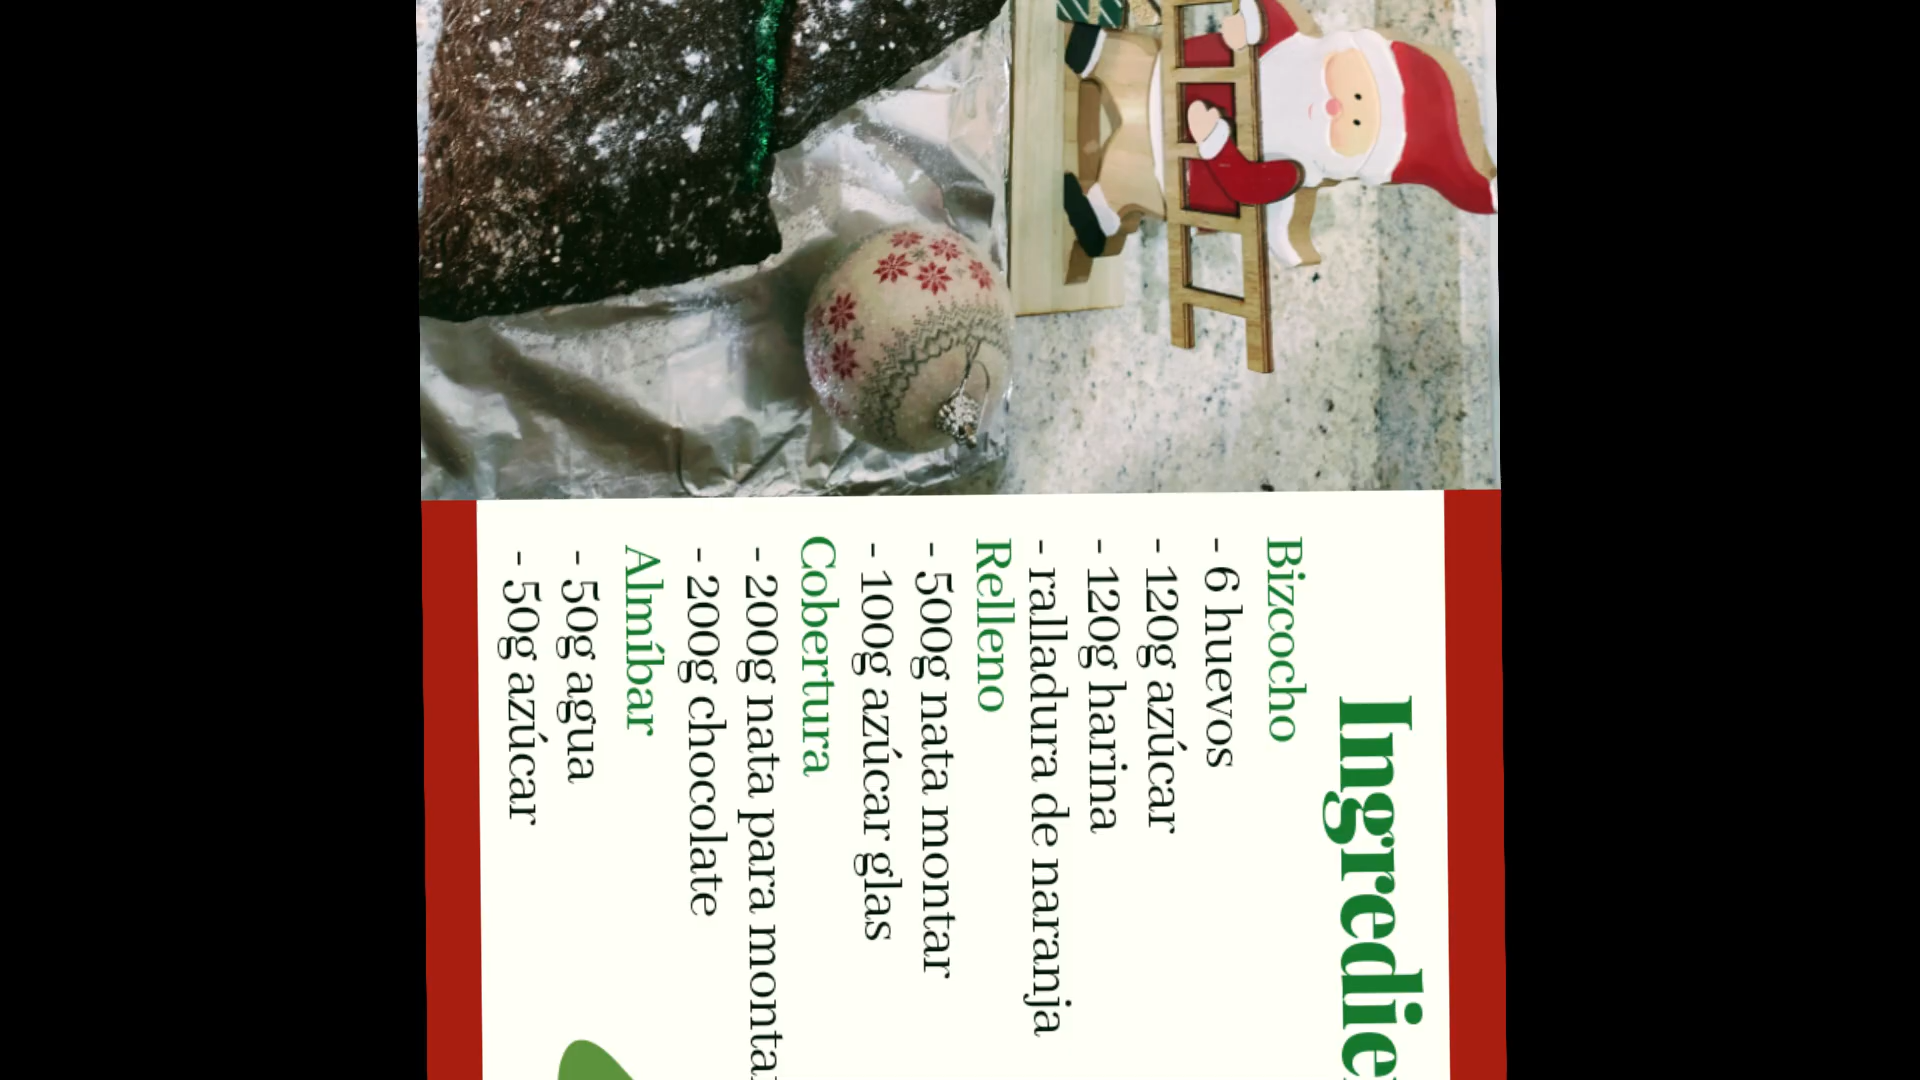 Ingredie
Bizcocho
- 6 huevos
- 120g azúcar
- 120g harina
- ralladura de naranja
Relleno
- 500g nata montar
- 100g azúcar glas
Cobertura
- 200g nata para montar
- 200g chocolate
Almíbar
- 50g agua
- 50g azúcar